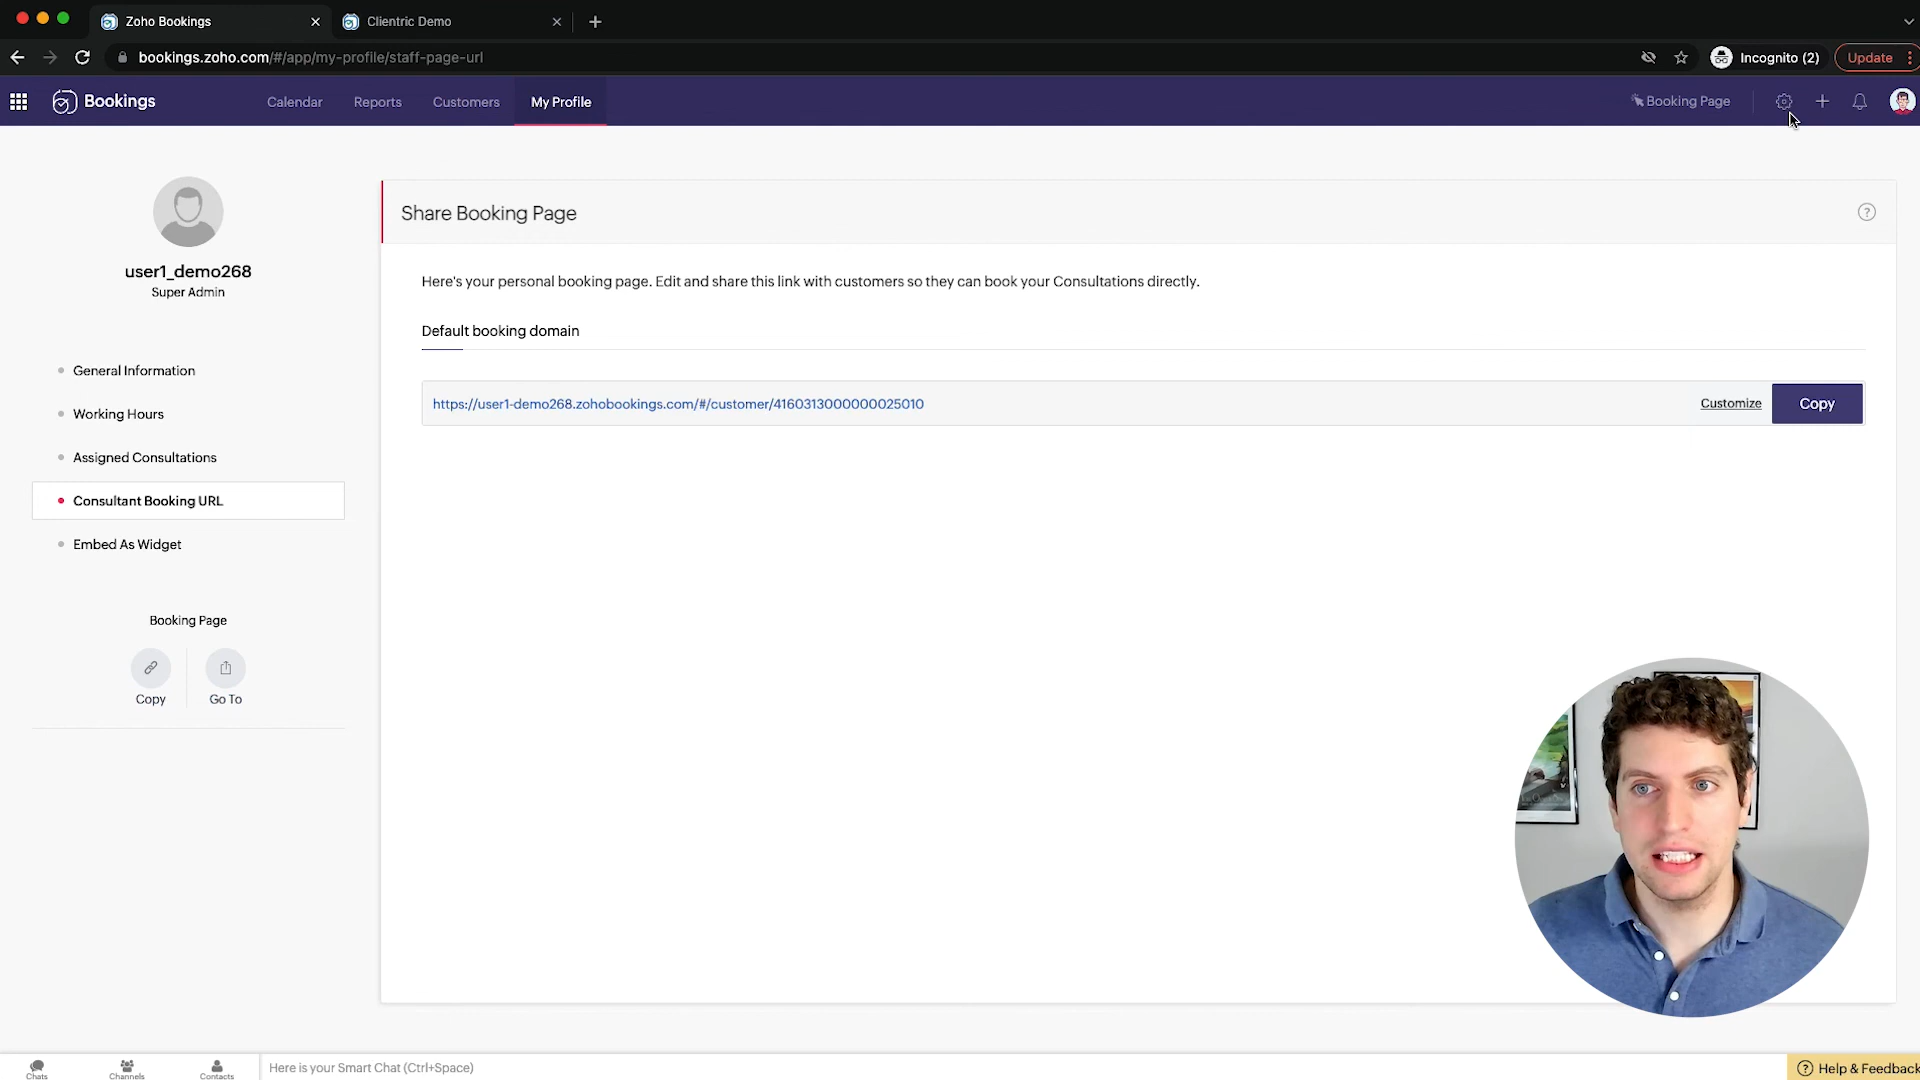 Zoho Bookings
Clientric Demo
bookings.zoho.com/#/app/my-profile/staff-page-url
Incognito (2)
Update
Bookings
Calendar
Reports
Customers
My Profile
Booking Page
user1_demo268
Super Admin
General Information
Working Hours
Assigned Consultations
Consultant Booking URL
Embed As Widget
Booking Page
Copy
Go To
Share Booking Page
Here's your personal booking page. Edit and share this link with customers so they can book your Consultations directly.
Default booking domain
https://user1-demo268.zohobookings.com/#/customer/4160313000000025010
Customize
Copy
Chats
Channels
Contacts
Here is your Smart Chat (Ctrl+Space)
Help & Feedback